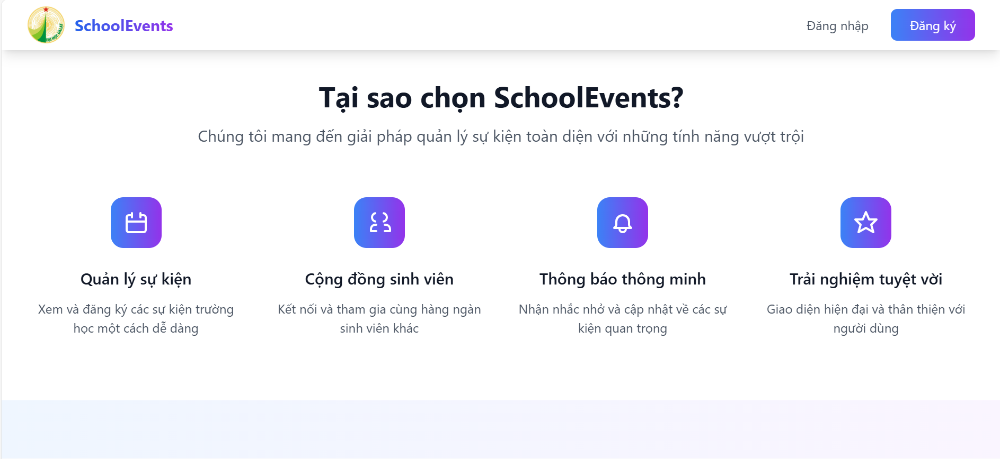 ĐẠI HỌC ĐÀ LẠT
SchoolEvents
Đăng nhập
Đăng ký
Tại sao chọn SchoolEvents?
Chúng tôi mang đến giải pháp quản lý sự kiện toàn diện với những tính năng vượt trội
Quản lý sự kiện
Xem và đăng ký các sự kiện trường
học một cách dễ dàng
Cộng đồng sinh viên
Kết nối và tham gia cùng hàng ngàn
sinh viên khác
Thông báo thông minh
Nhận nhắc nhở và cập nhật về các sự
kiện quan trọng
Trải nghiệm tuyệt vời
Giao diện hiện đại và thân thiện với
người dùng